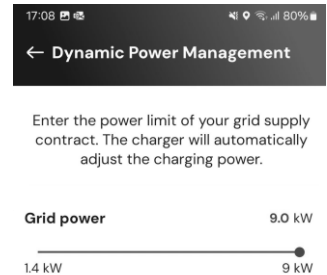 17:08 80%
← Dynamic Power Management
Enter the power limit of your grid supply
contract. The charger will automatically
adjust the charging power.
Grid power 9.0 kW
1.4 kW 9 kW